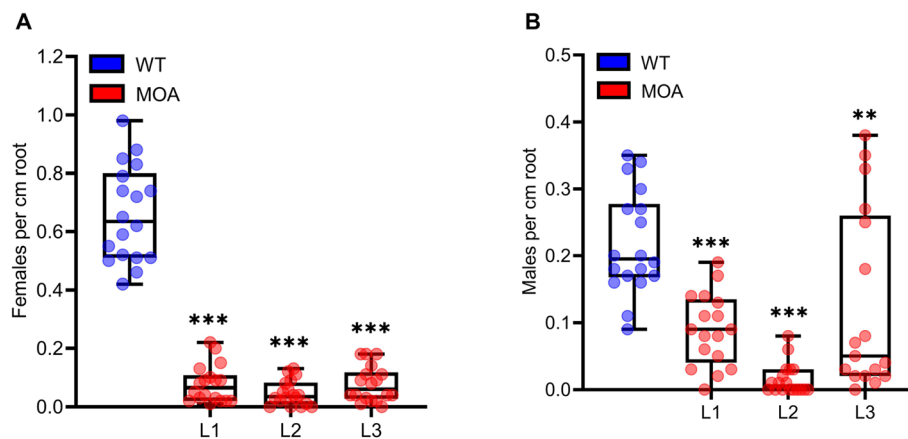 A
Females per cm root
1.2
1.0
0.8
0.6
0.4
0.2
0.0
WT
MOA
***
***
***
L1
L2
L3
B
Males per cm root
0.5
0.4
0.3
0.2
0.1
0.0
WT
MOA
***
***
**
L1
L2
L3